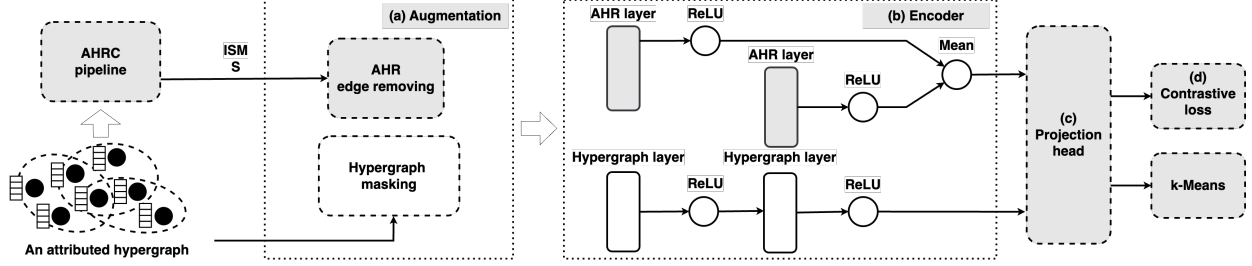 AHRC
pipeline
ISM
S
An attributed hypergraph
(a) Augmentation
AHR
edge removing
Hypergraph
masking
(b) Encoder
AHR layer
ReLU
AHR layer
ReLU
Mean
Hypergraph layer
ReLU
Hypergraph layer
ReLU
(c)
Projection
head
(d)
Contrastive
loss
k-Means